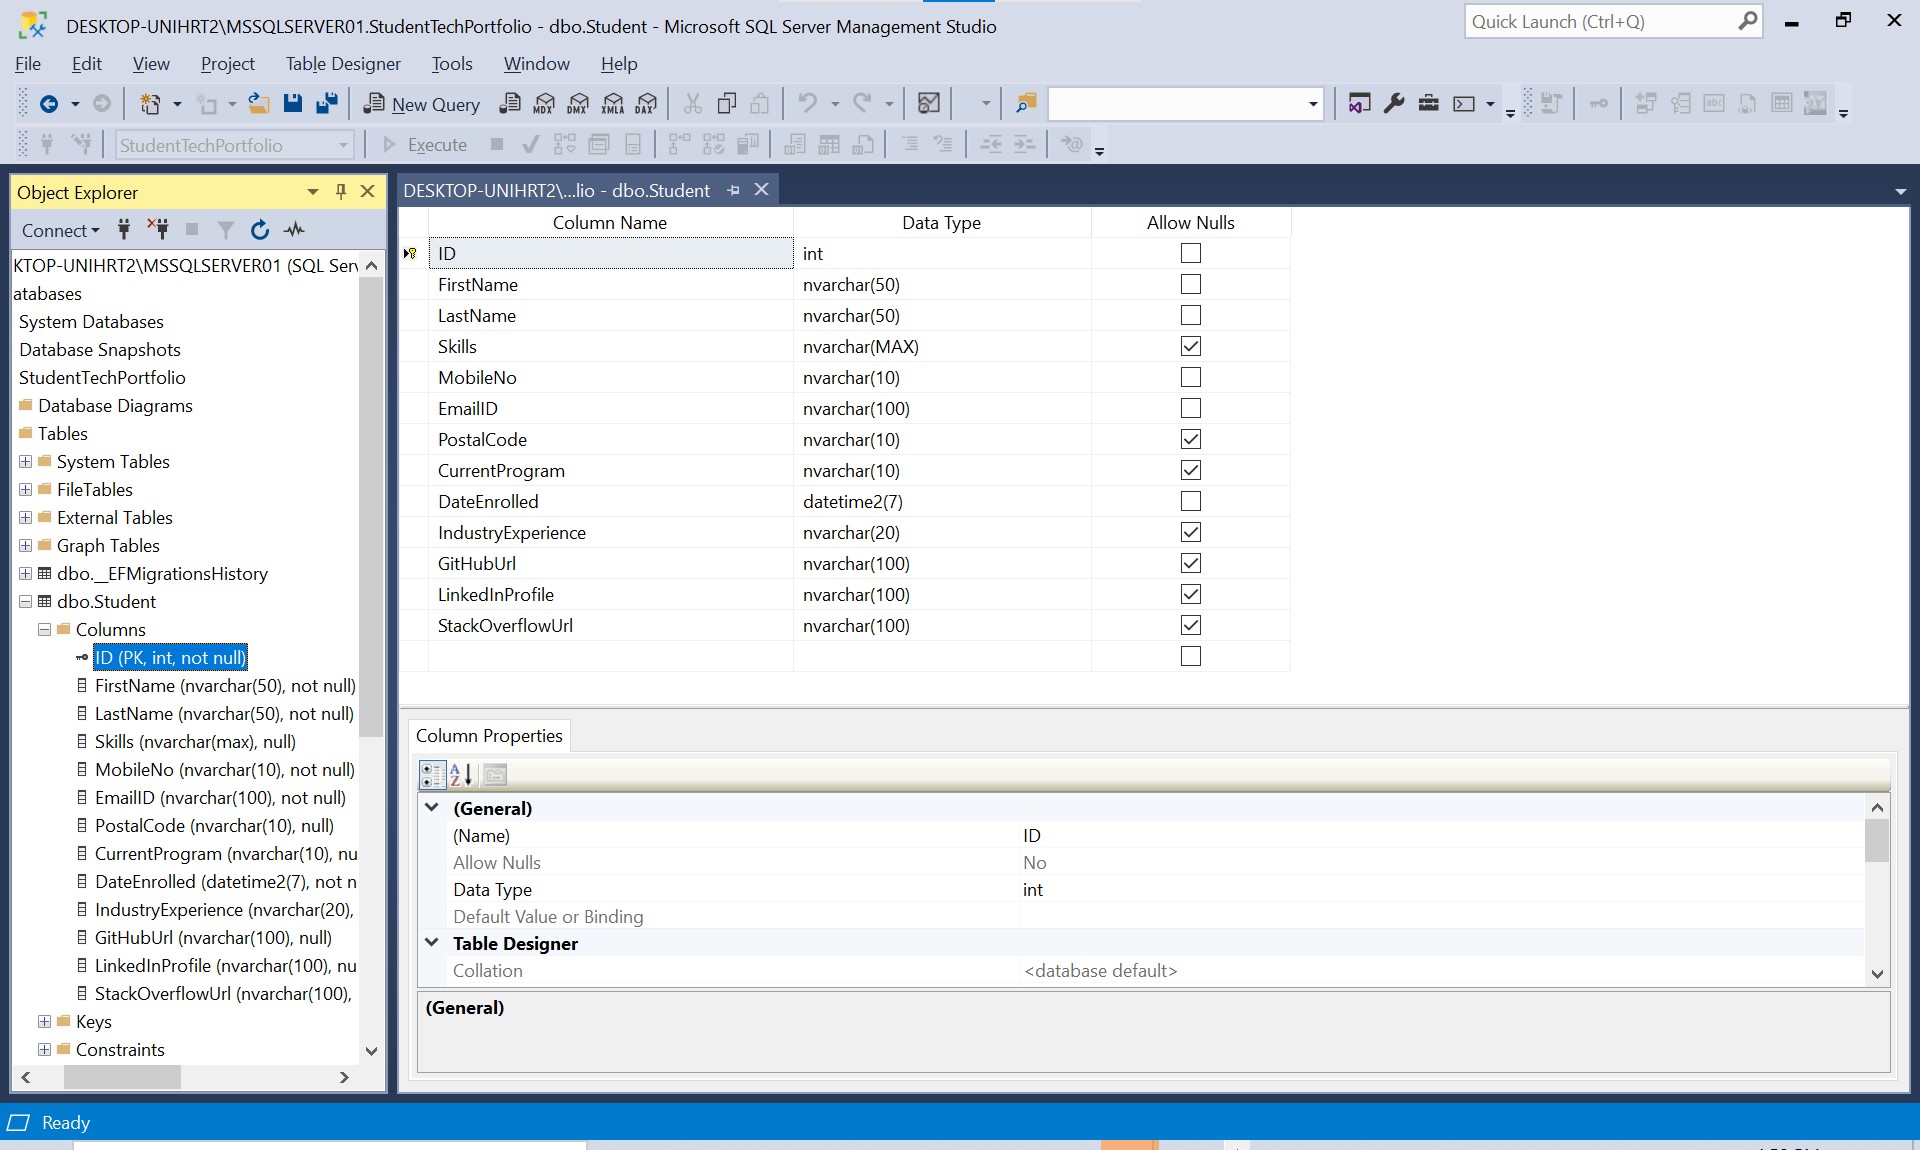 DESKTOP-UNIHRT2\MSSQLSERVER01.StudentTechPortfolio - dbo.Student - Microsoft SQL Server Management Studio
Quick Launch (Ctrl+Q)
File Edit View Project Table Designer Tools Window Help
New Query MDX DMX XMLA DAX
StudentTechPortfolio Execute
Object Explorer
Connect
KTOP-UNIHRT2\MSSQLSERVER01 (SQL Serv
atabases
System Databases
Database Snapshots
StudentTechPortfolio
Database Diagrams
Tables
System Tables
FileTables
External Tables
Graph Tables
dbo.__EFMigrationsHistory
dbo.Student
Columns
ID (PK, int, not null)
FirstName (nvarchar(50), not null)
LastName (nvarchar(50), not null)
Skills (nvarchar(max), null)
MobileNo (nvarchar(10), not null)
EmailID (nvarchar(100), not null)
PostalCode (nvarchar(10), null)
CurrentProgram (nvarchar(10), nu
DateEnrolled (datetime2(7), not n
IndustryExperience (nvarchar(20),
GitHubUrl (nvarchar(100), null)
LinkedInProfile (nvarchar(100), nu
StackOverflowUrl (nvarchar(100),
Keys
Constraints
DESKTOP-UNIHRT2\...lio - dbo.Student
Column Name Data Type Allow Nulls
ID int
FirstName nvarchar(50)
LastName nvarchar(50)
Skills nvarchar(MAX)
MobileNo nvarchar(10)
EmailID nvarchar(100)
PostalCode nvarchar(10)
CurrentProgram nvarchar(10)
DateEnrolled datetime2(7)
IndustryExperience nvarchar(20)
GitHubUrl nvarchar(100)
LinkedInProfile nvarchar(100)
StackOverflowUrl nvarchar(100)
Column Properties
(General)
(Name) ID
Allow Nulls No
Data Type int
Default Value or Binding
Table Designer
Collation <database default>
(General)
Ready